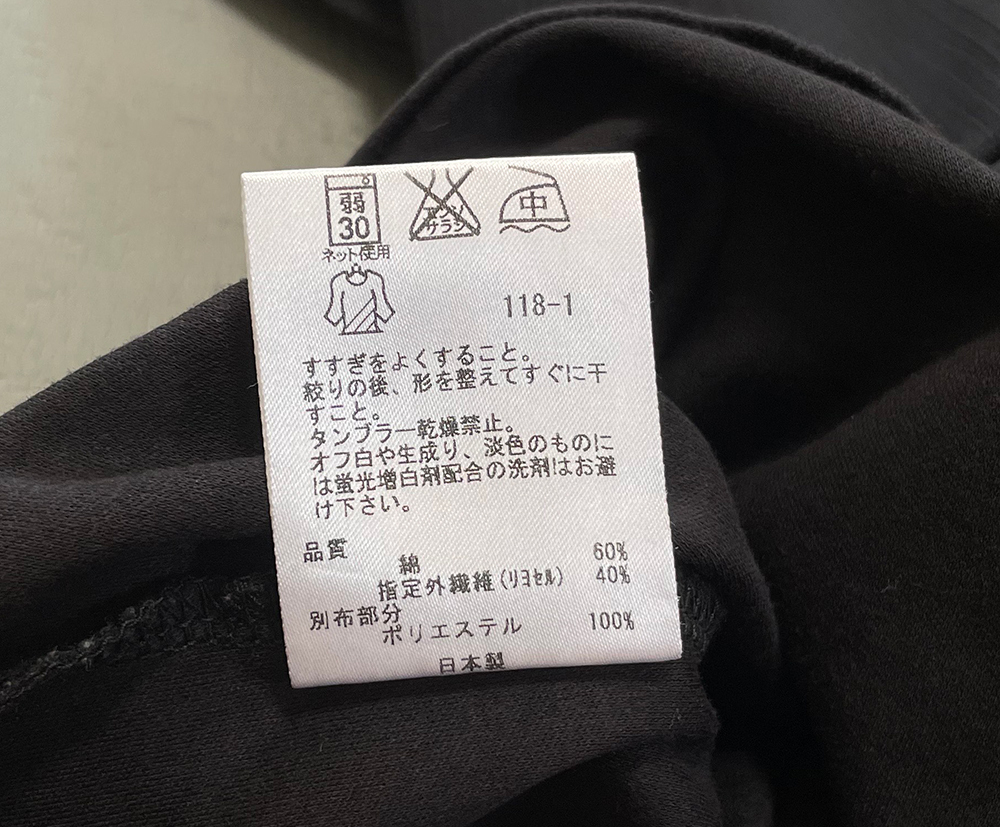 弱
30
エンソ
サラシ
中
ネット使用
118-1
すすぎをよくすること。
絞りの後、形を整えてすぐに干
すこと。
タンブラー乾燥禁止。
オフ白や生成り、淡色のものに
は蛍光増白剤配合の洗剤はお避
け下さい。
品質
綿 60%
指定外繊維(リヨセル) 40%
別布部分
ポリエステル 100%
日本製